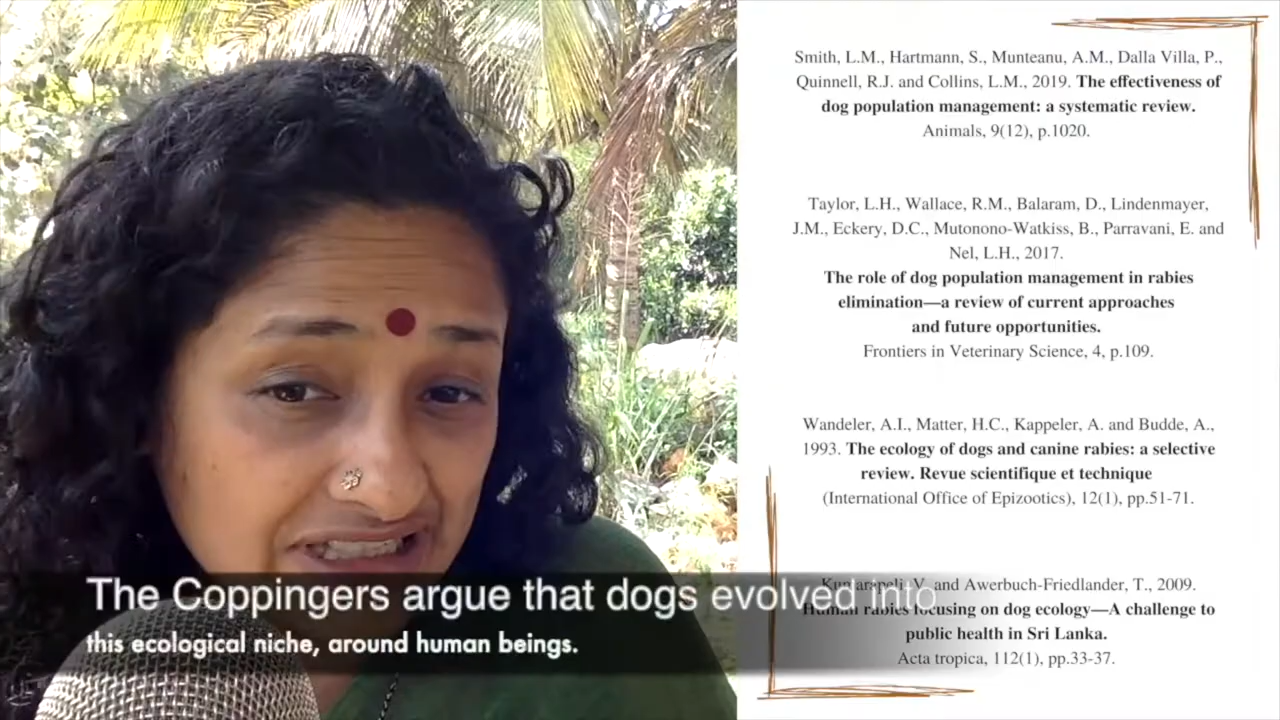 Smith, L.M., Hartmann, S., Munteanu, A.M., Dalla Villa, P.,
Quinnell, R.J. and Collins, L.M., 2019. The effectiveness of
dog population management: a systematic review.
Animals, 9(12), p.1020.
Taylor, L.H., Wallace, R.M., Balaram, D., Lindenmayer,
J.M., Eckery, D.C., Mutonono-Watkiss, B., Parravani, E. and
Nel, L.H., 2017.
The role of dog population management in rabies
elimination—a review of current approaches
and future opportunities.
Frontiers in Veterinary Science, 4, p.109.
Wandeler, A.I., Matter, H.C., Kappeler, A. and Budde, A.,
1993. The ecology of dogs and canine rabies: a selective
review. Revue scientifique et technique
(International Office of Epizootics), 12(1), pp.51-71.
V. and Awerbuch-Friedlander, T., 2009.
Human rabies focusing on dog ecology—A challenge to
public health in Sri Lanka.
Acta tropica, 112(1), pp.33-37.
The Coppingers argue that dogs evolved into
this ecological niche, around human beings.